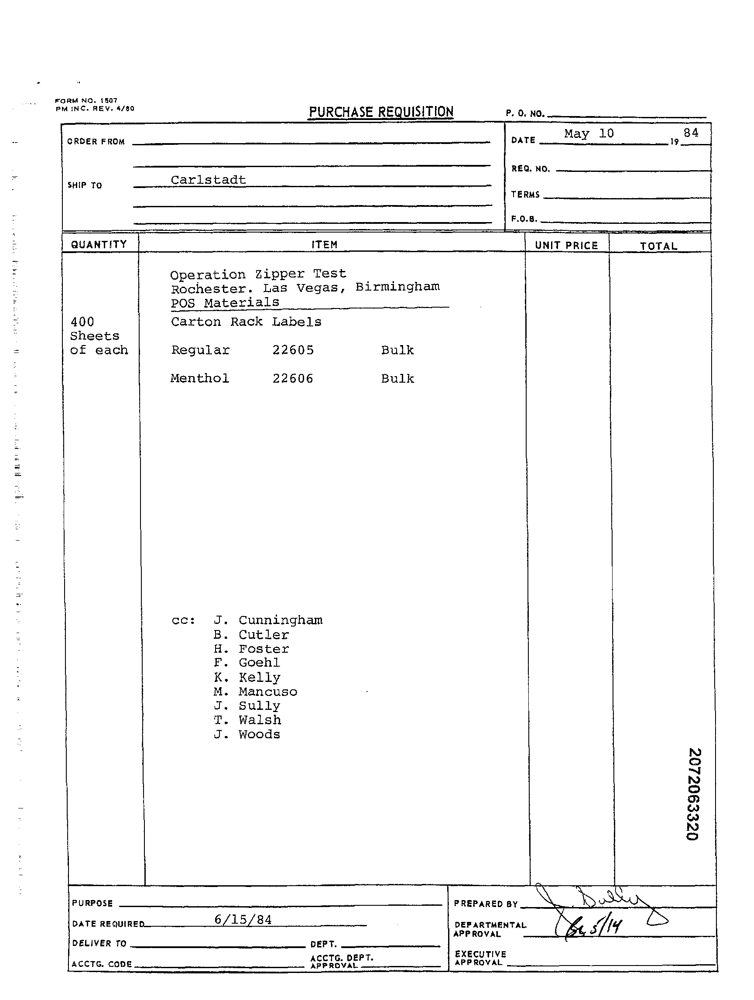 FORM NO. 1507
PM INC. REV. 4/80
PURCHASE REQUISITION
P. O. NO.
ORDER FROM
DATE May 10 19 84
REQ. NO.
SHIP TO Carlstadt
TERMS
F.O.B.
QUANTITY ITEM UNIT PRICE TOTAL
Operation Zipper Test
Rochester. Las Vegas, Birmingham
POS Materials
400 Carton Rack Labels
Sheets
of each Regular 22605 Bulk
Menthol 22606 Bulk
cc: J. Cunningham
B. Cutler
H. Foster
F. Goehl
K. Kelly
M. Mancuso
J. Sully
T. Walsh
J. Woods
2072063320
PURPOSE
PREPARED BY J. Sully
DATE REQUIRED 6/15/84
DEPARTMENTAL
APPROVAL 5/14
DELIVER TO DEPT.
ACCTG. CODE ACCTG. DEPT.
APPROVAL
EXECUTIVE
APPROVAL